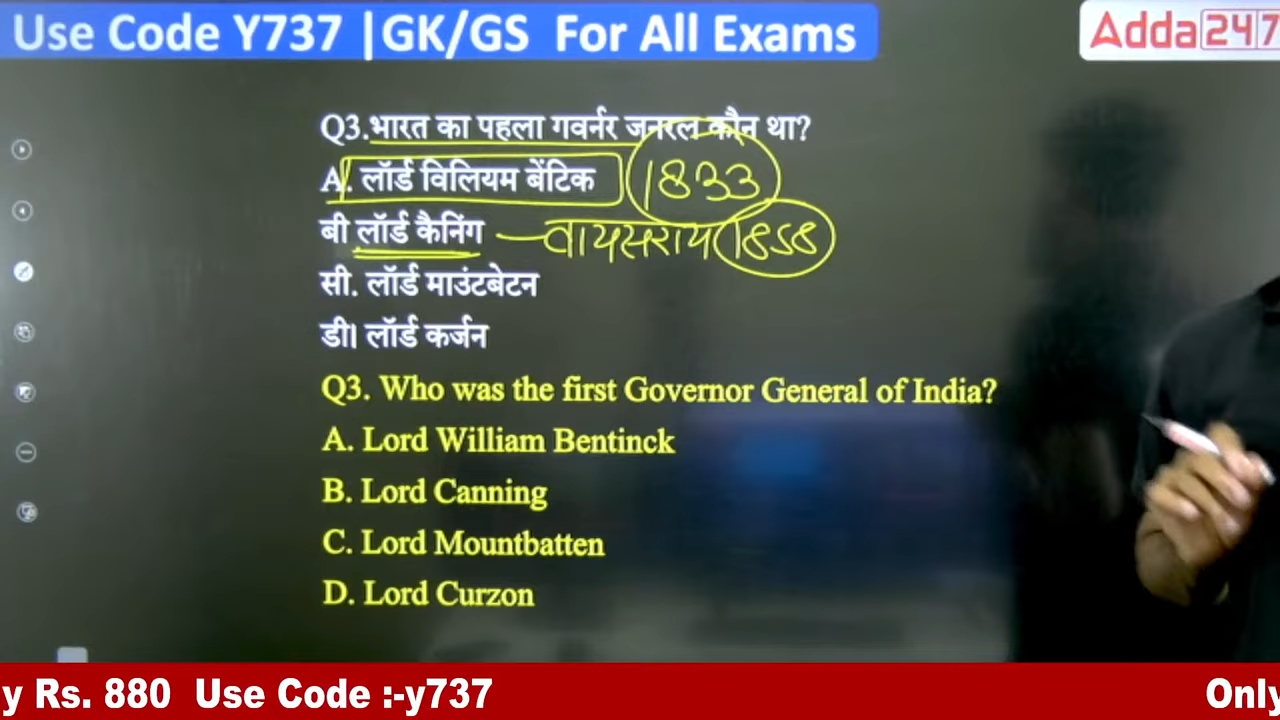 Use Code Y737 |GK/GS For All Exams
Adda247
Q3.भारत का पहला गवर्नर जनरल कौन था?
A. लॉर्ड विलियम बेंटिक 1833
बी लॉर्ड कैनिंग – वायसराय 1858
सी. लॉर्ड माउंटबेटन
डी। लॉर्ड कर्जन
Q3. Who was the first Governor General of India?
A. Lord William Bentinck
B. Lord Canning
C. Lord Mountbatten
D. Lord Curzon
y Rs. 880 Use Code :-y737
Only